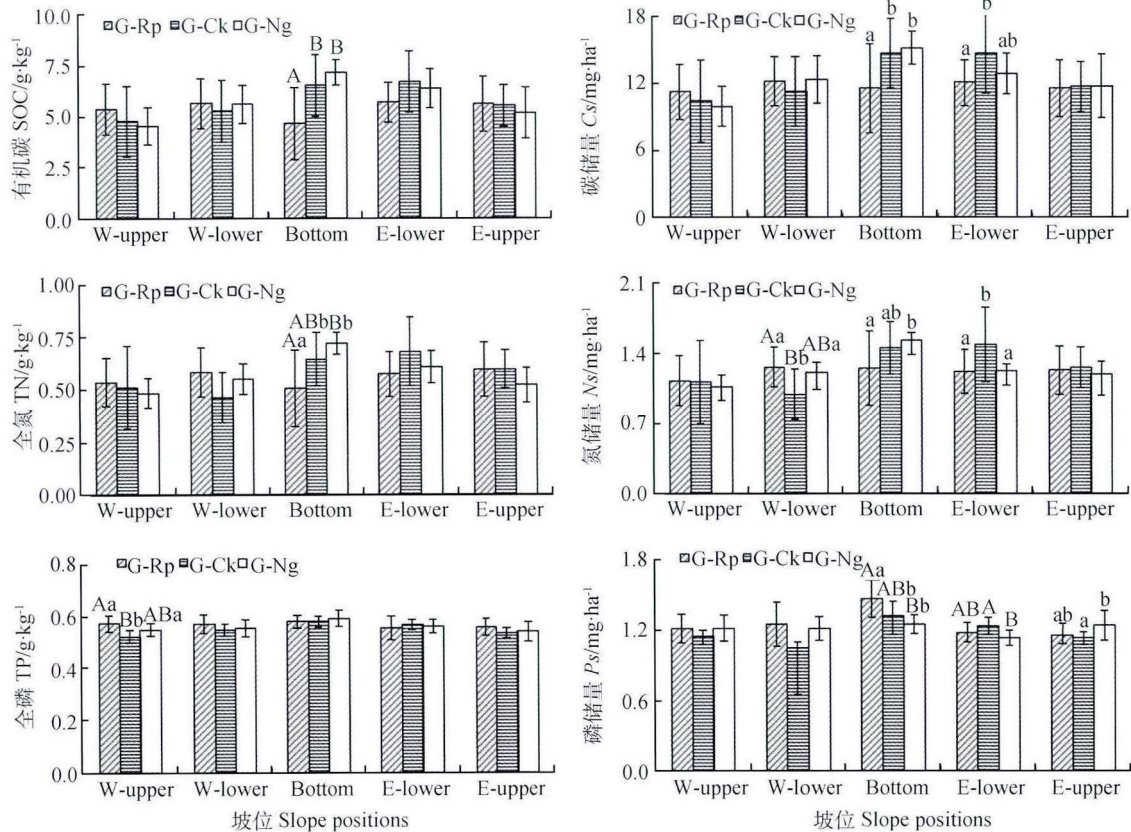 有机碳 SOC/g·kg⁻¹
10.0
7.5
5.0
2.5
0.0
G-Rp G-Ck G-Ng
A B B
W-upper W-lower Bottom E-lower E-upper
碳储量 Cs/mg·ha⁻¹
18
12
6
0
G-Rp G-Ck G-Ng
a b b a b ab
W-upper W-lower Bottom E-lower E-upper
全氮 TN/g·kg⁻¹
1.00
0.75
0.50
0.25
0.00
G-Rp G-Ck G-Ng
Aa ABb Bb
W-upper W-lower Bottom E-lower E-upper
氮储量 Ns/mg·ha⁻¹
2.1
1.4
0.7
0.0
G-Rp G-Ck G-Ng
Aa Bb ABa a ab b a b a
W-upper W-lower Bottom E-lower E-upper
全磷 TP/g·kg⁻¹
0.8
0.6
0.4
0.2
0.0
G-Rp G-Ck G-Ng
Aa Bb ABa
W-upper W-lower Bottom E-lower E-upper
坡位 Slope positions
磷储量 Ps/mg·ha⁻¹
1.8
1.2
0.6
0.0
G-Rp G-Ck G-Ng
Aa ABb Bb AB A B ab a b
W-upper W-lower Bottom E-lower E-upper
坡位 Slope positions